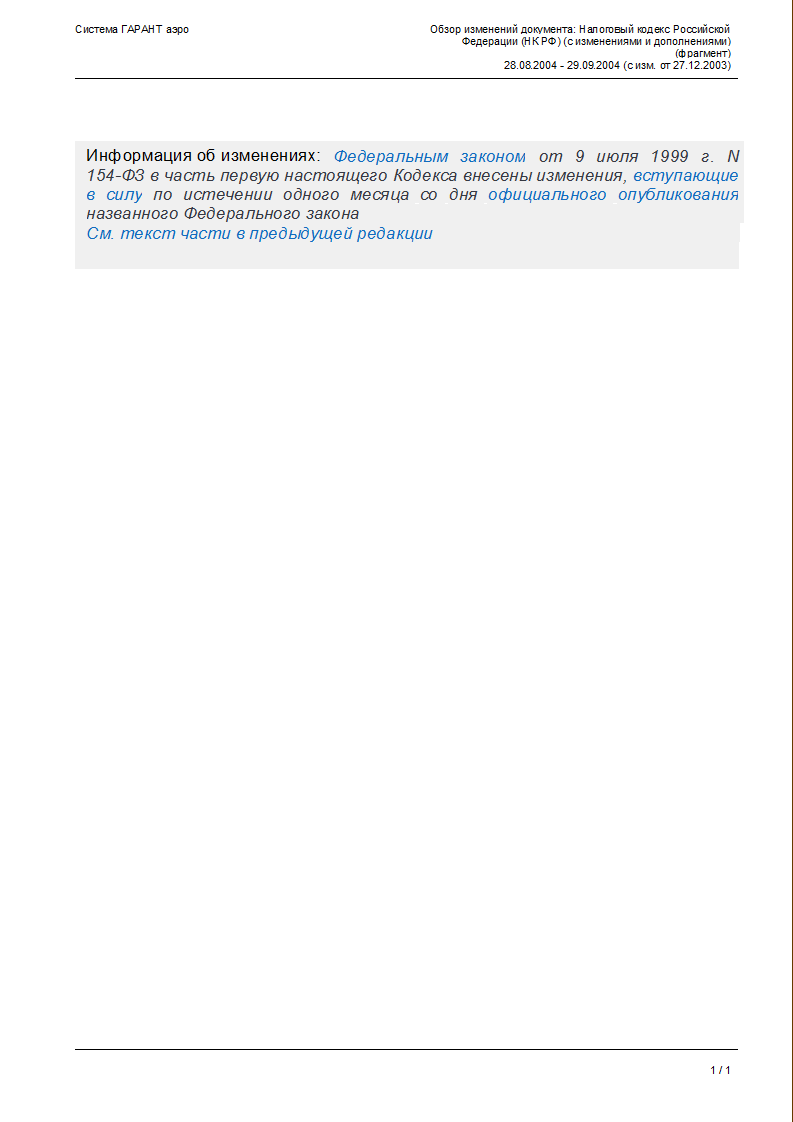 Система ГАРАНТ аэро
Обзор изменений документа: Налоговый кодекс Российской
Федерации (НК РФ) (с изменениями и дополнениями)
(фрагмент)
28.08.2004 - 29.09.2004 (с изм. от 27.12.2003)
Информация об изменениях: Федеральным законом от 9 июля 1999 г. N
154-ФЗ в часть первую настоящего Кодекса внесены изменения, вступающие
в силу по истечении одного месяца со дня официального опубликования
названного Федерального закона
См. текст части в предыдущей редакции
1 / 1